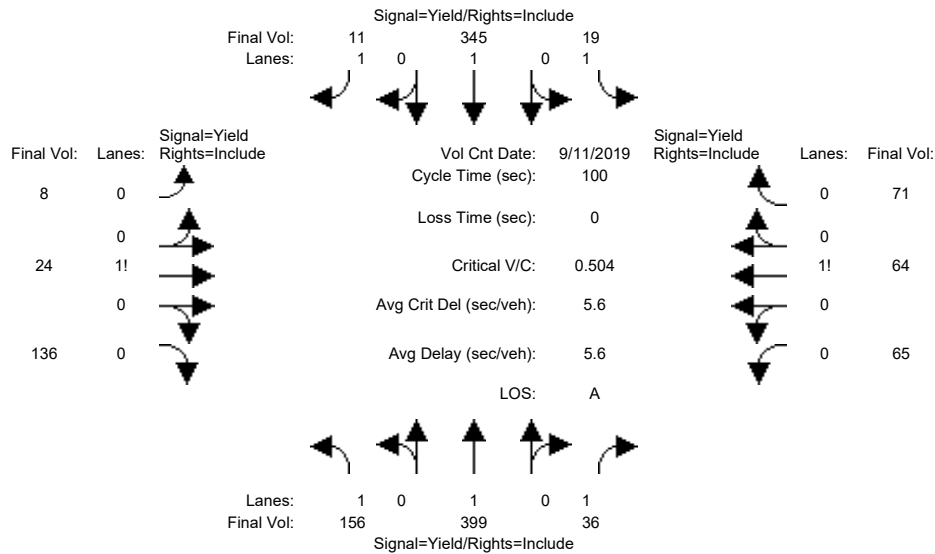 Signal=Yield/Rights=Include
Final Vol: 11 345 19
Lanes: 1 0 1 0 1
Signal=Yield
Final Vol: Lanes: Rights=Include
Vol Cnt Date: 9/11/2019
Signal=Yield
Rights=Include Lanes: Final Vol:
8 0
Cycle Time (sec): 100
0 71
0
Loss Time (sec): 0
0
24 1!
Critical V/C: 0.504
1! 64
0
Avg Crit Del (sec/veh): 5.6
0
136 0
Avg Delay (sec/veh): 5.6
0 65
LOS: A
Lanes: 1 0 1 0 1
Final Vol: 156 399 36
Signal=Yield/Rights=Include